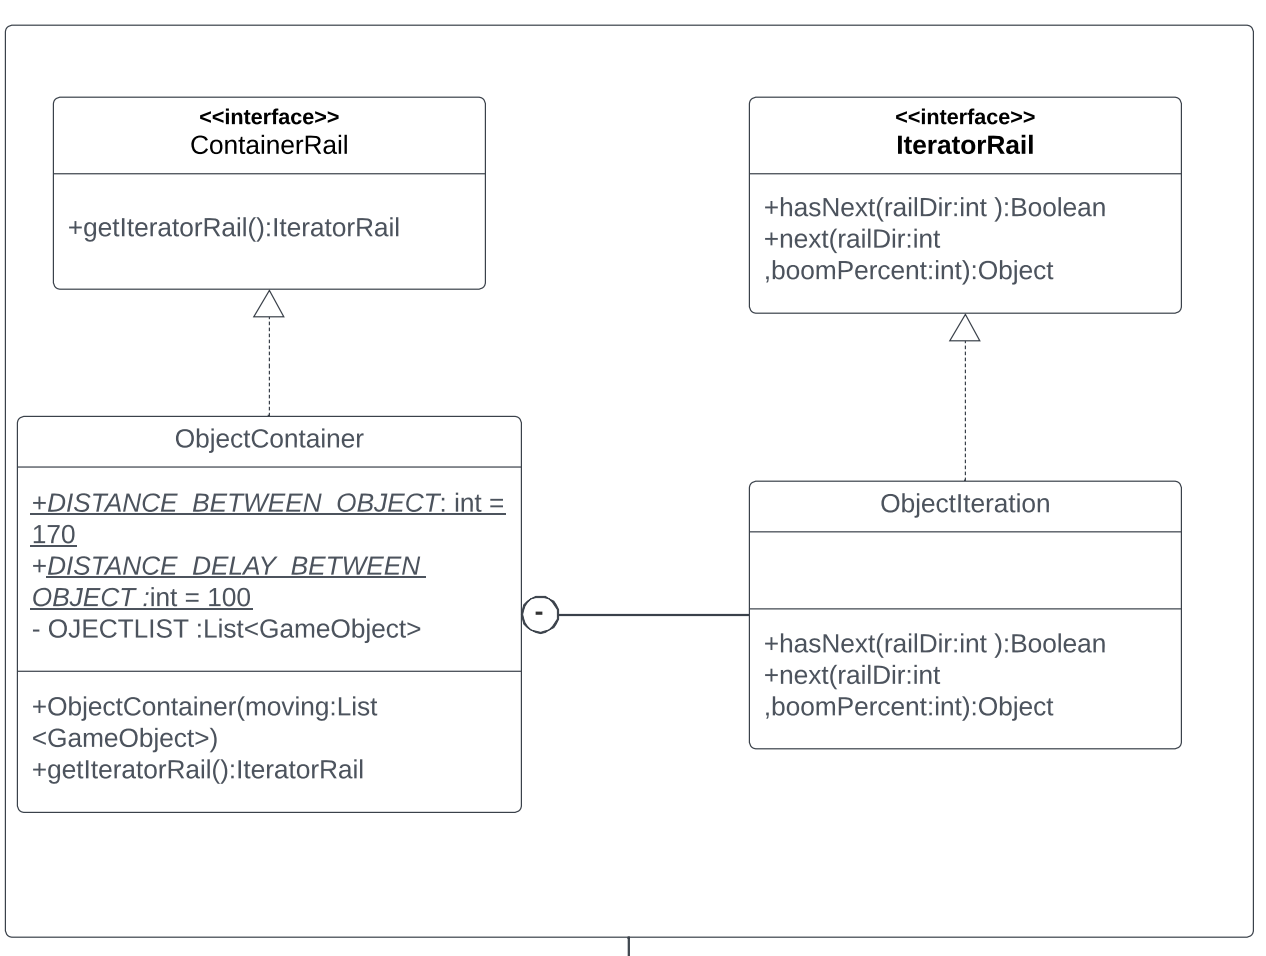 <<interface>>
ContainerRail
+getIteratorRail():IteratorRail
<<interface>>
IteratorRail
+hasNext(railDir:int ):Boolean
+next(railDir:int
,boomPercent:int):Object
ObjectContainer
+DISTANCE_BETWEEN_OBJECT: int =
170
+DISTANCE_DELAY_BETWEEN_
OBJECT :int = 100
- OJECTLIST :List<GameObject>
+ObjectContainer(moving:List
<GameObject>)
+getIteratorRail():IteratorRail
-
ObjectIteration
+hasNext(railDir:int ):Boolean
+next(railDir:int
,boomPercent:int):Object